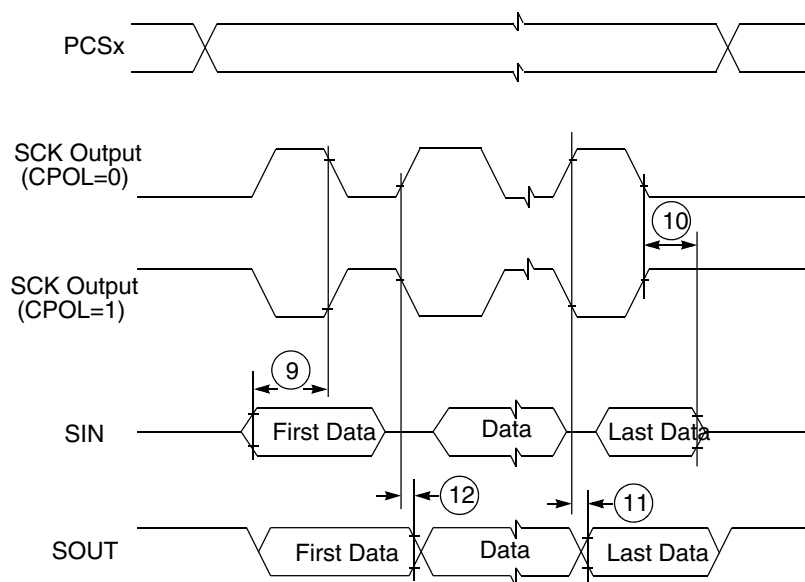 PCSx
SCK Output
(CPOL=0)
10
SCK Output
(CPOL=1)
9
SIN
First Data
Data
Last Data
12
11
SOUT
First Data
Data
Last Data